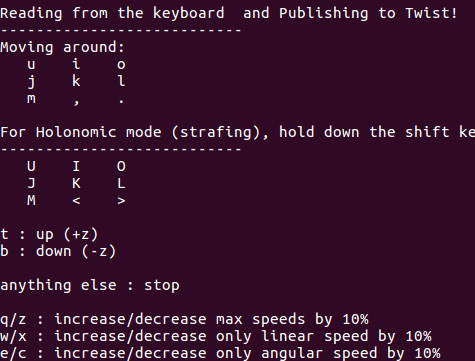 Reading from the keyboard  and Publishing to Twist!
---------------------------
Moving around:
   u    i    o
   j    k    l
   m    ,    .
For Holonomic mode (strafing), hold down the shift ke
---------------------------
   U    I    O
   J    K    L
   M    <    >
t : up (+z)
b : down (-z)
anything else : stop
q/z : increase/decrease max speeds by 10%
w/x : increase/decrease only linear speed by 10%
e/c : increase/decrease only angular speed by 10%